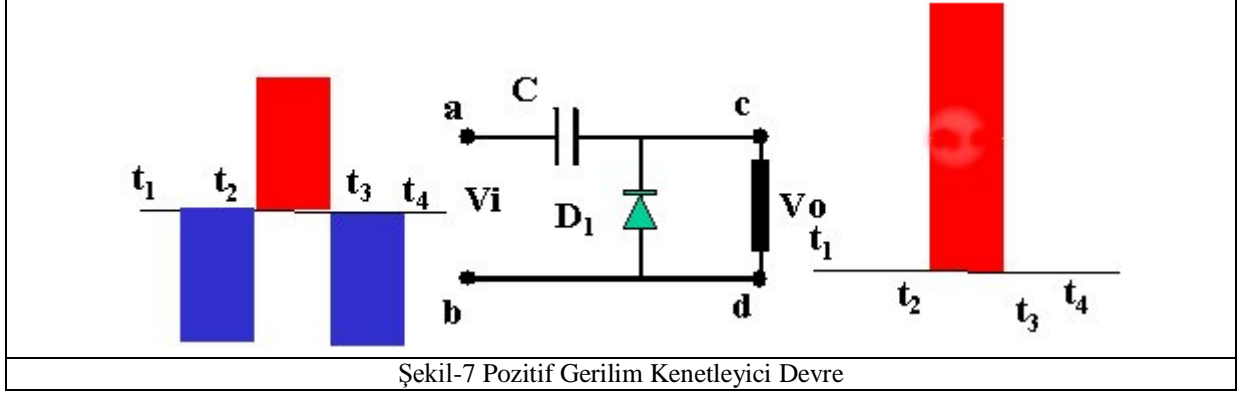 C
a
c
t1
t2
t3
t4
Vi
D1
Vo
t1
b
d
t2
t3
t4
Şekil-7 Pozitif Gerilim Kenetleyici Devre